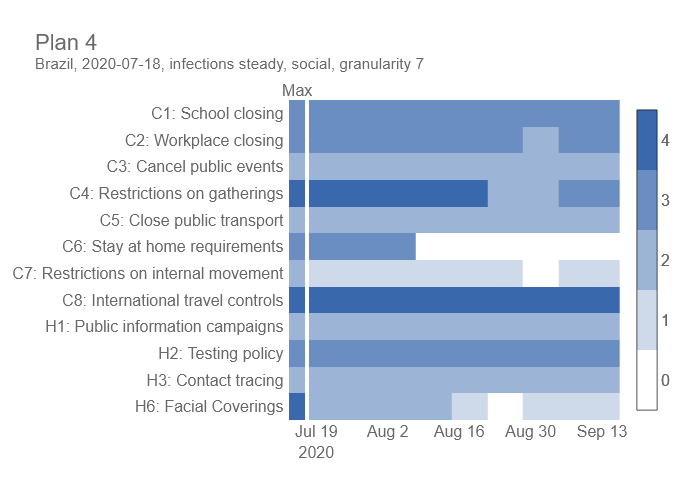 Plan 4
Brazil, 2020-07-18, infections steady, social, granularity 7
Max
C1: School closing
C2: Workplace closing
C3: Cancel public events
C4: Restrictions on gatherings
C5: Close public transport
C6: Stay at home requirements
C7: Restrictions on internal movement
C8: International travel controls
H1: Public information campaigns
H2: Testing policy
H3: Contact tracing
H6: Facial Coverings
Jul 19 Aug 2 Aug 16 Aug 30 Sep 13
2020
4
3
2
1
0